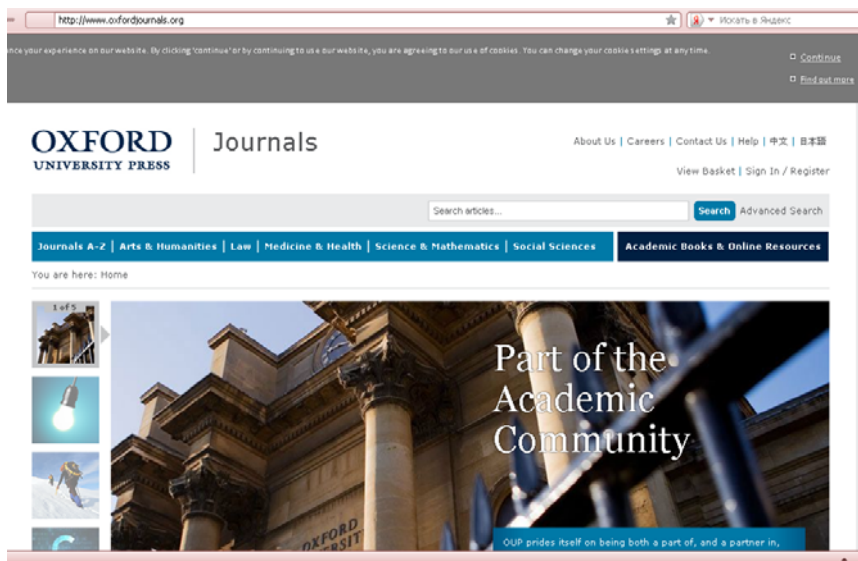 http://www.oxfordjournals.org
Искать в Яндекс
nce your experience on our website. By clicking 'continue' or by continuing to use our website, you are agreeing to our use of cookies. You can change your cookie settings at any time.
Continue
Find out more
OXFORD
UNIVERSITY PRESS
Journals
About Us | Careers | Contact Us | Help | 中文 | 日本語
View Basket | Sign In / Register
Search articles...
Search
Advanced Search
Journals A-Z | Arts & Humanities | Law | Medicine & Health | Science & Mathematics | Social Sciences
Academic Books & Online Resources
You are here: Home
1 of 5
Part of the
Academic
Community
OXFORD
OUP prides itself on being both a part of, and a partner in,